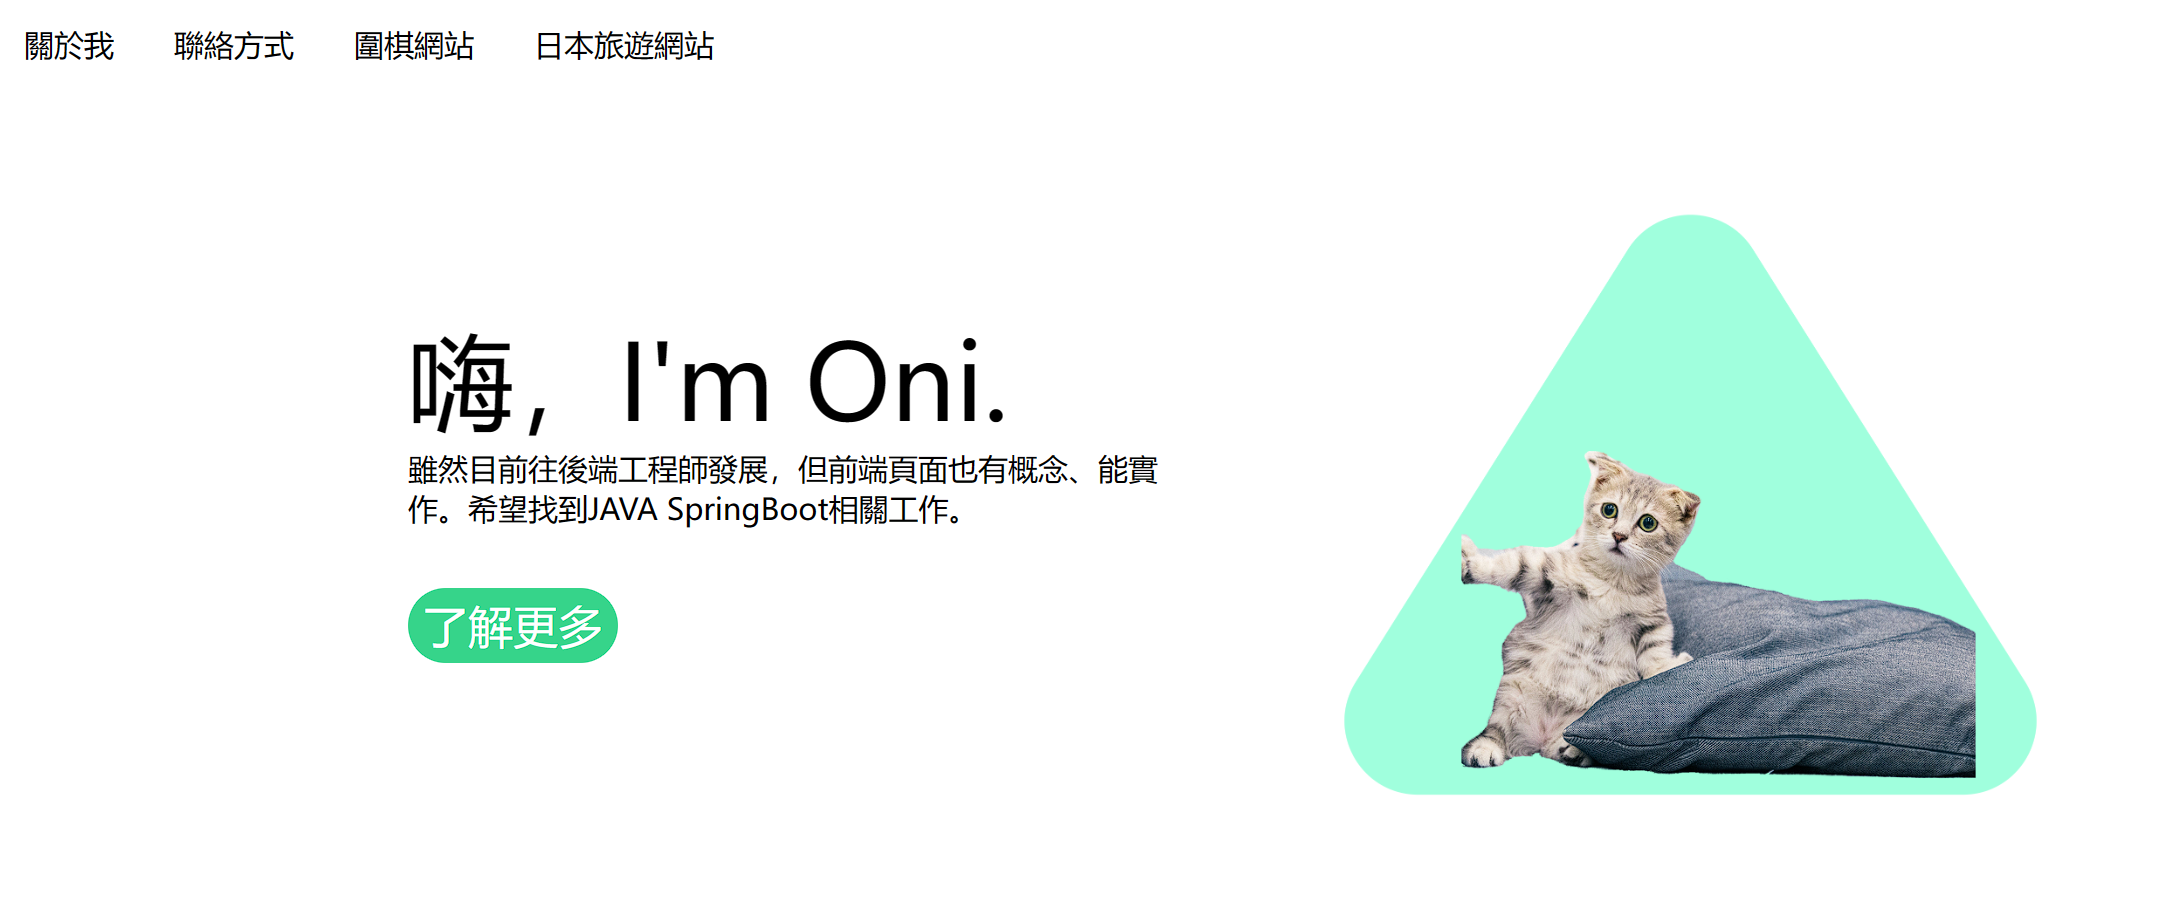 關於我 聯絡方式 圍棋網站 日本旅遊網站
嗨，I'm Oni.
雖然目前往後端工程師發展，但前端頁面也有概念、能實
作。希望找到JAVA SpringBoot相關工作。
了解更多